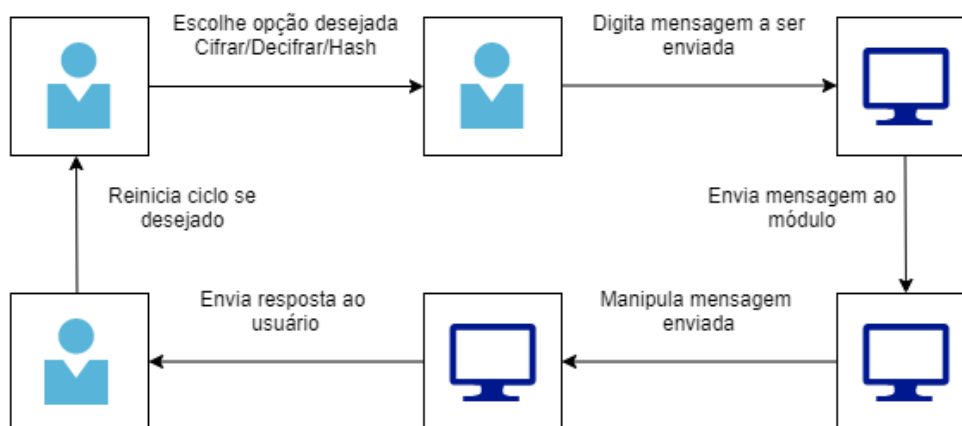 Escolhe opção desejada
Cifrar/Decifrar/Hash
Digita mensagem a ser
enviada
Reinicia ciclo se
desejado
Envia mensagem ao
módulo
Envia resposta ao
usuário
Manipula mensagem
enviada